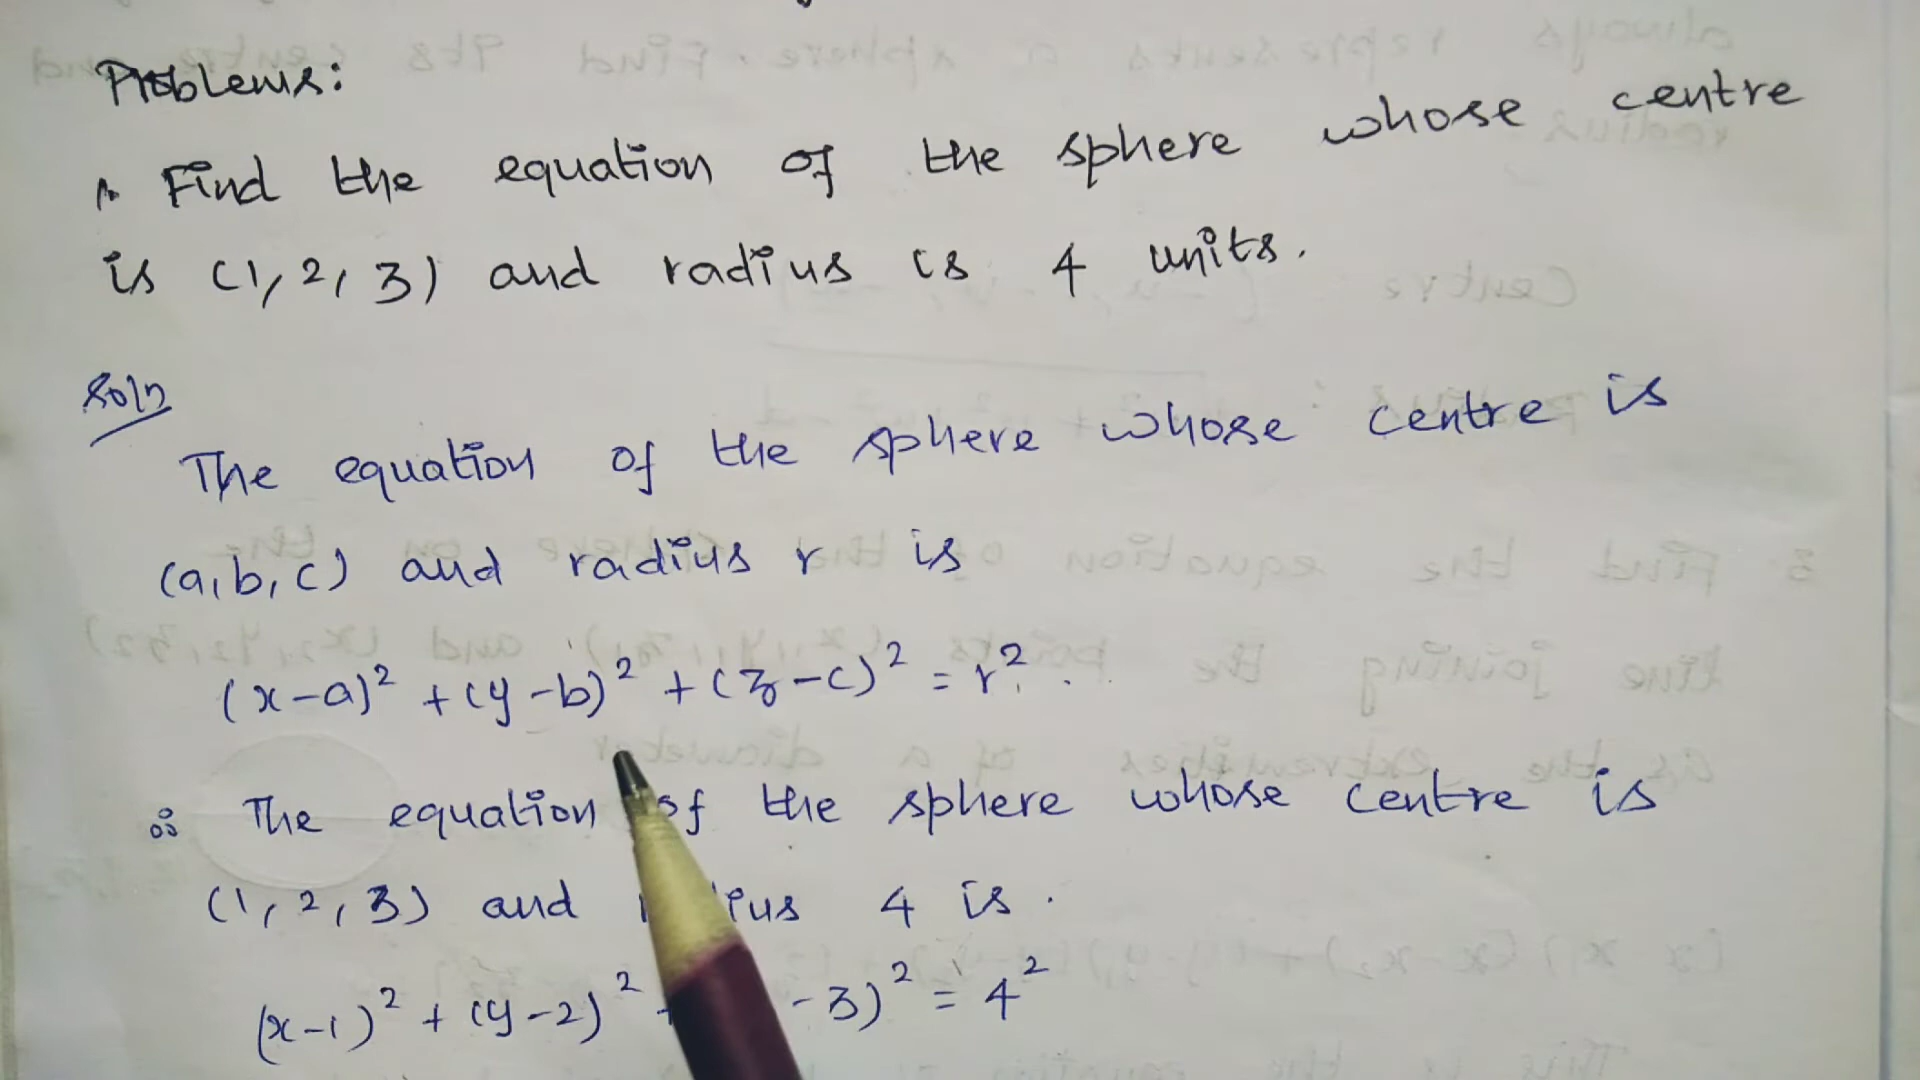 Problems:
1. Find the equation of the sphere whose centre
is (1, 2, 3) and radius is 4 units.
Soln
The equation of the sphere whose centre is
(a, b, c) and radius r is
(x-a)² + (y-b)² + (z-c)² = r².
∴ The equation of the sphere whose centre is
(1, 2, 3) and 4 is.
(x-1)² + (y-2)² + -3)² = 4²